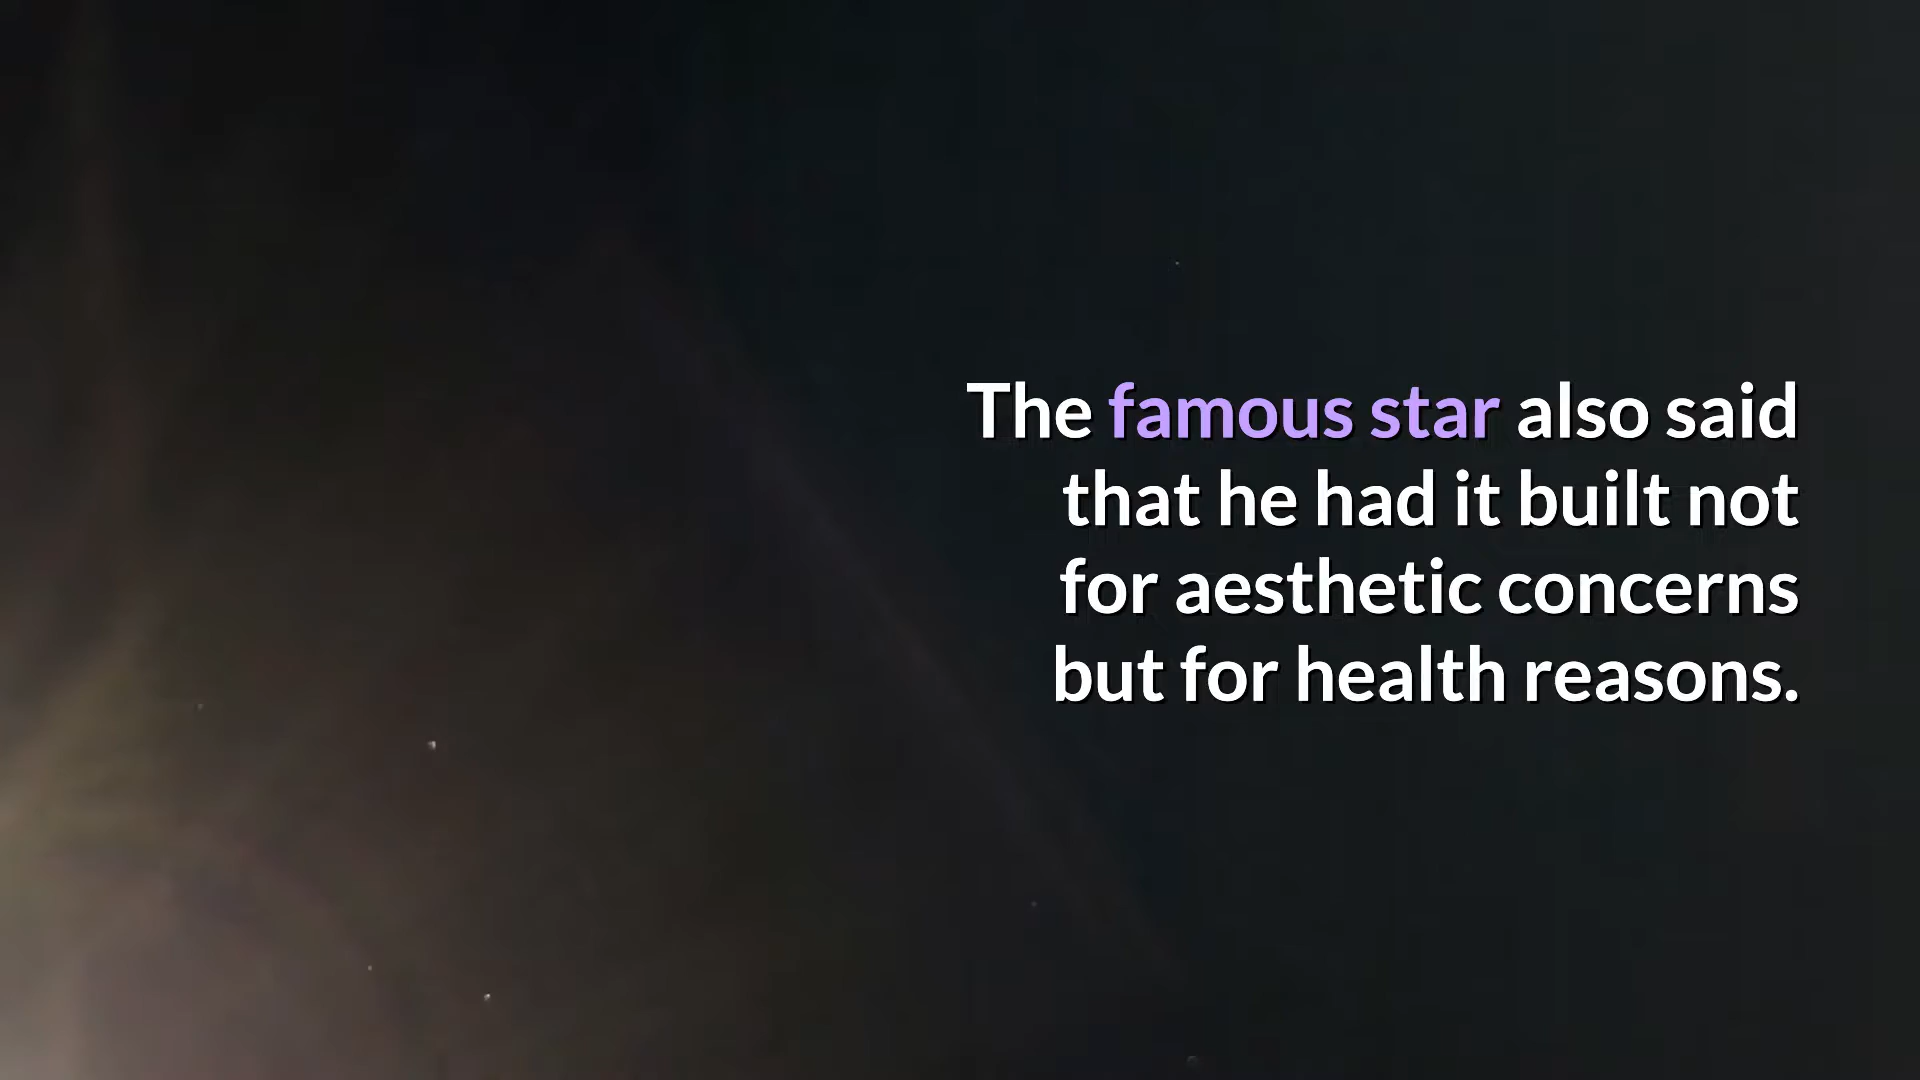 The famous star also said
that he had it built not
for aesthetic concerns
but for health reasons.